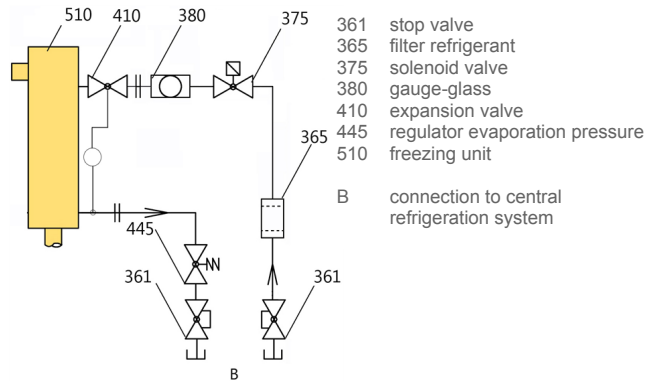 510
410
380
375
365
445
361
361
B
361 stop valve
365 filter refrigerant
375 solenoid valve
380 gauge-glass
410 expansion valve
445 regulator evaporation pressure
510 freezing unit
B connection to central
refrigeration system